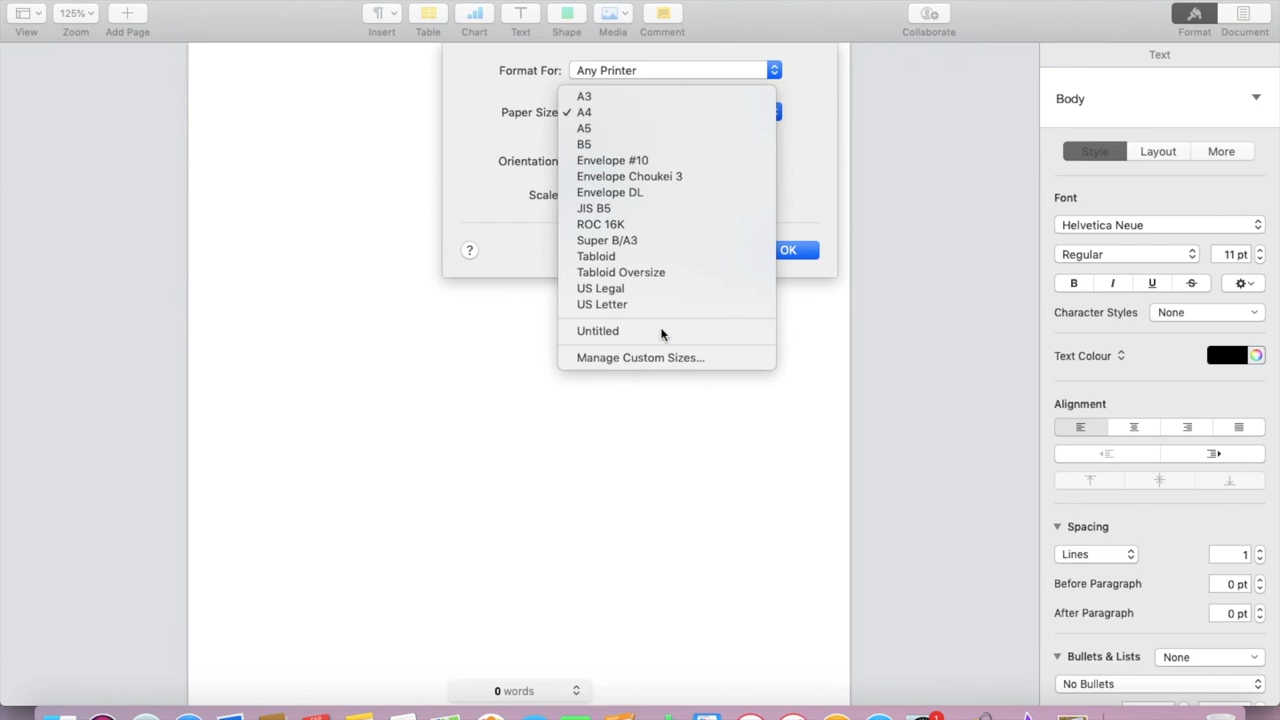 125%
View
Zoom
Add Page
Insert
Table
Chart
Text
Shape
Media
Comment
Collaborate
Format
Document
Format For: Any Printer
Paper Size
Orientation
Scale
A3
✓ A4
A5
B5
Envelope #10
Envelope Choukei 3
Envelope DL
JIS B5
ROC 16K
Super B/A3
Tabloid
Tabloid Oversize
US Legal
US Letter
Untitled
Manage Custom Sizes...
?
OK
0 words
Text
Body
Style
Layout
More
Font
Helvetica Neue
Regular
11 pt
B I U S
Character Styles
None
Text Colour
Alignment
Spacing
Lines
1
Before Paragraph
0 pt
After Paragraph
0 pt
Bullets & Lists
None
No Bullets